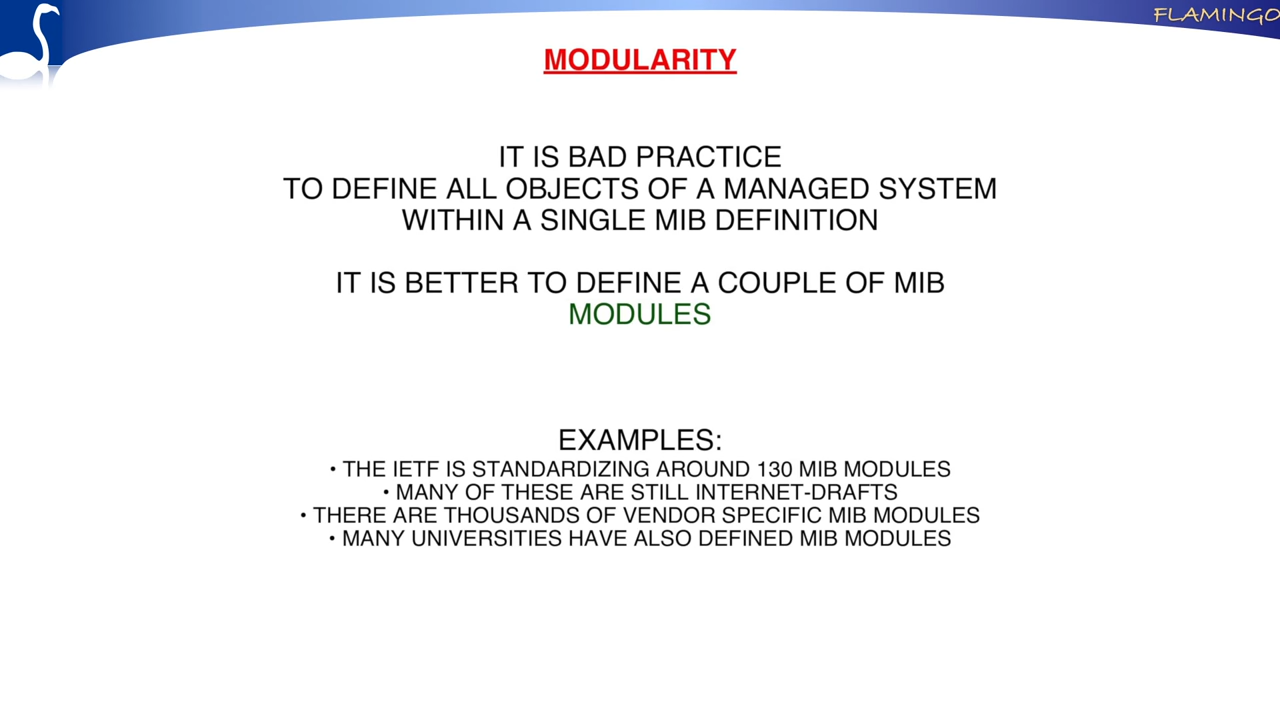 FLAMINGO
MODULARITY
IT IS BAD PRACTICE
TO DEFINE ALL OBJECTS OF A MANAGED SYSTEM
WITHIN A SINGLE MIB DEFINITION
IT IS BETTER TO DEFINE A COUPLE OF MIB
MODULES
EXAMPLES:
• THE IETF IS STANDARDIZING AROUND 130 MIB MODULES
• MANY OF THESE ARE STILL INTERNET-DRAFTS
• THERE ARE THOUSANDS OF VENDOR SPECIFIC MIB MODULES
• MANY UNIVERSITIES HAVE ALSO DEFINED MIB MODULES